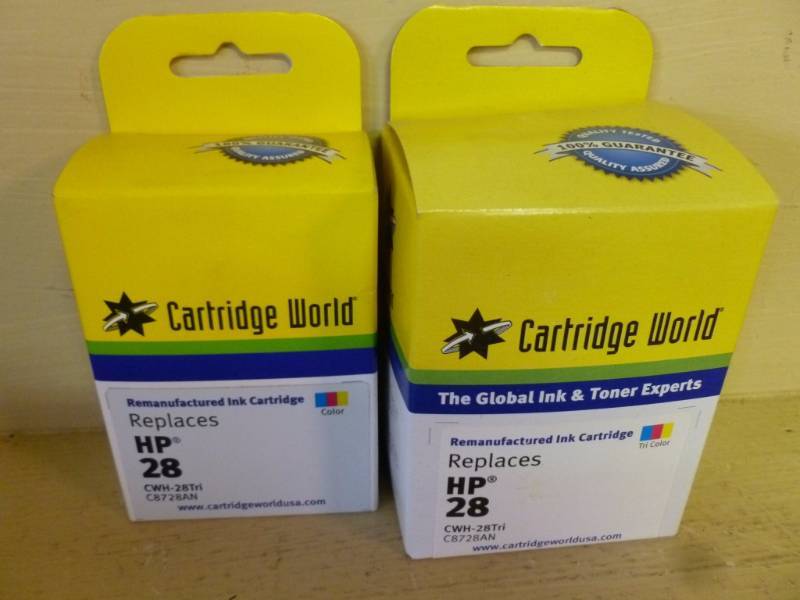 QUALITY ASSURED
100% GUARANTEE
Cartridge World
Remanufactured Ink Cartridge
Color
Replaces
HP®
28
CWH-28Tri
C8728AN
www.cartridgeworldusa.com
QUALITY TESTED
100% GUARANTEE
QUALITY ASSURED
Cartridge World
The Global Ink & Toner Experts
Remanufactured Ink Cartridge
Tri Color
Replaces
HP®
28
CWH-28Tri
C8728AN
www.cartridgeworldusa.com